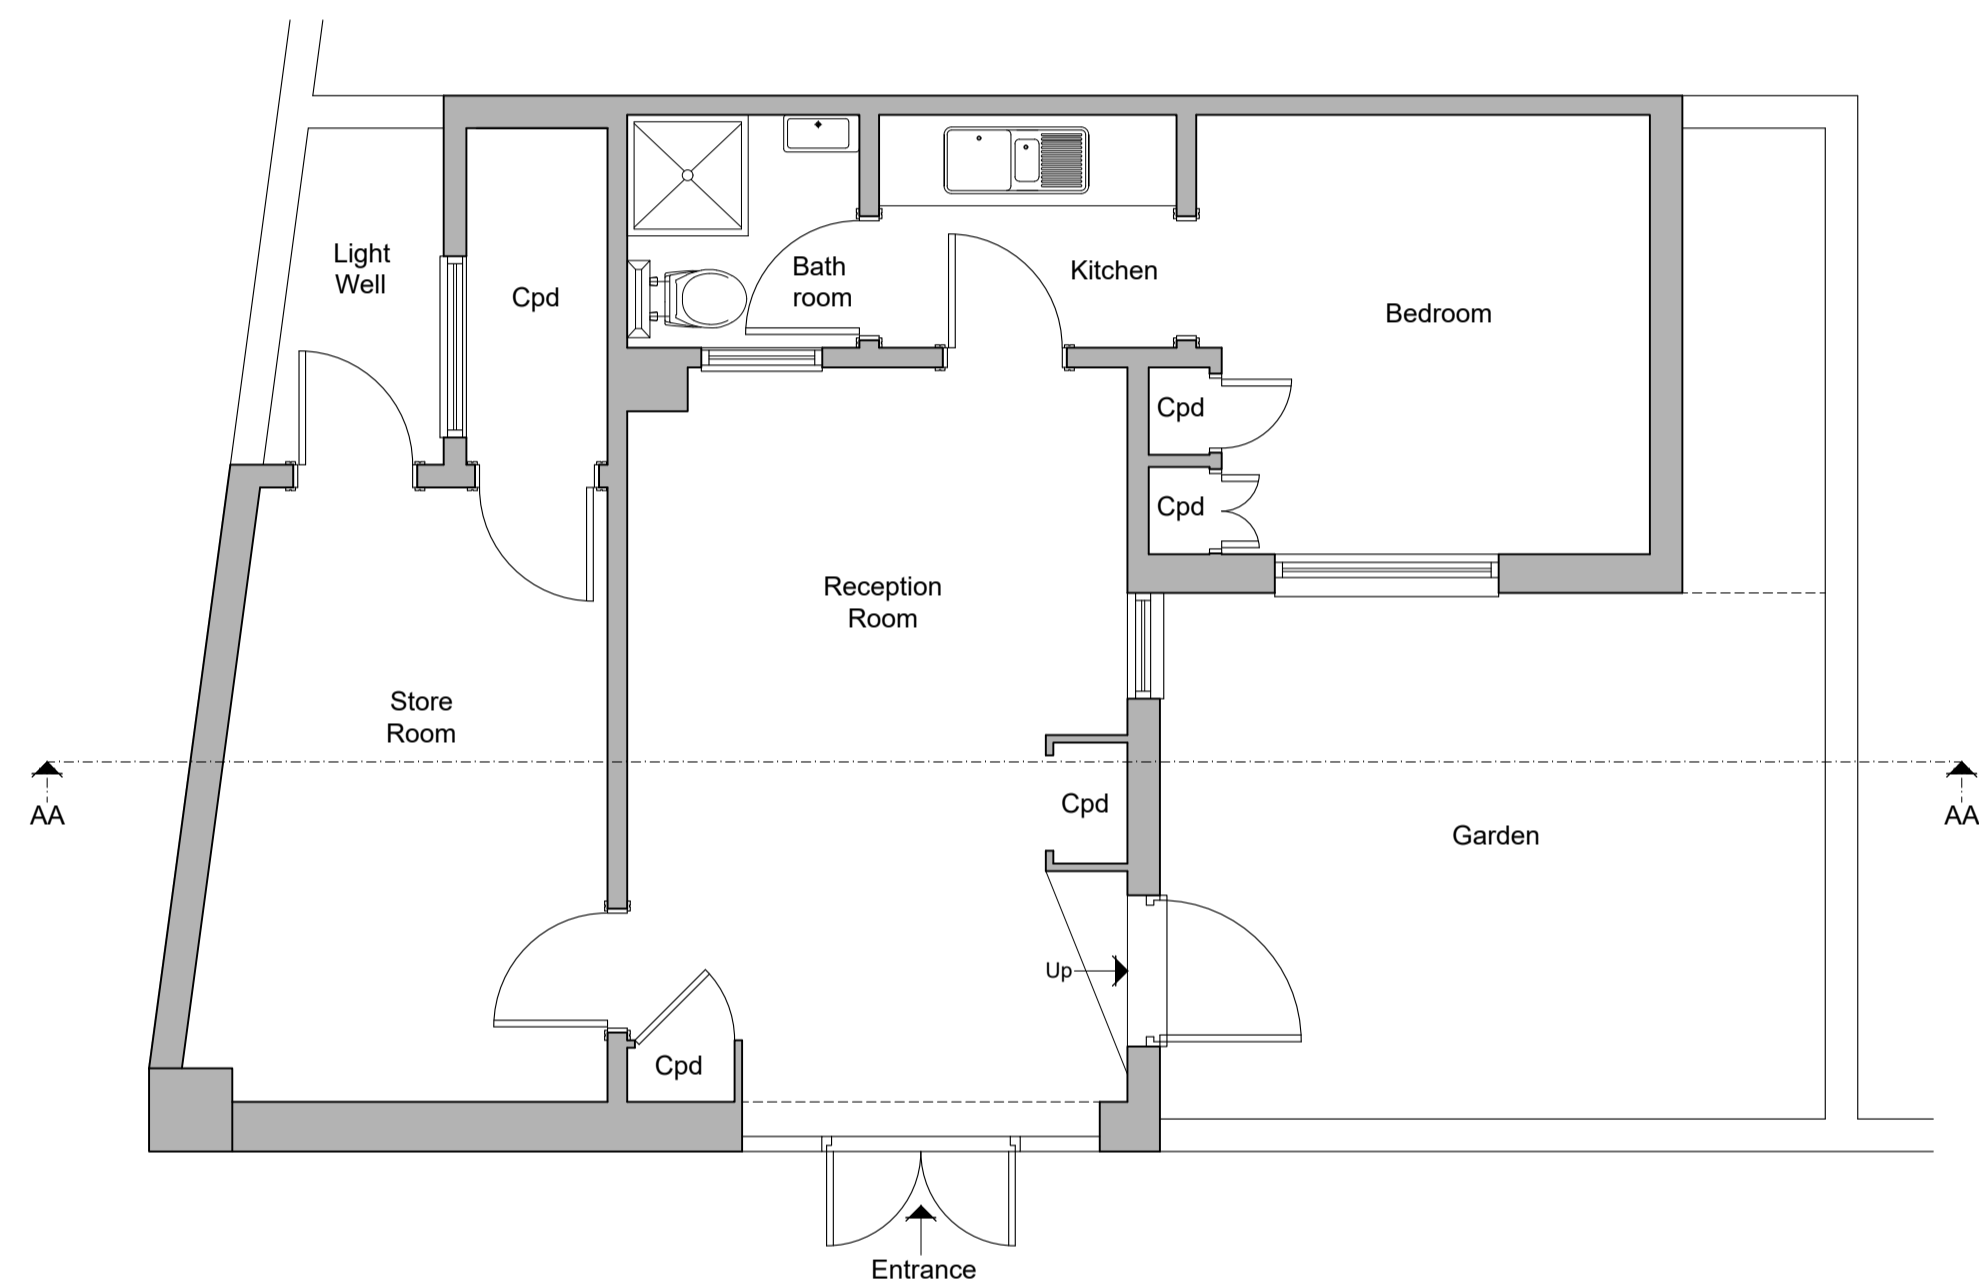 Light
Well
Cpd
Bath
room
Kitchen
Bedroom
Cpd
Cpd
Reception
Room
Store
Room
AA
AA
Cpd
Garden
Up
Cpd
Entrance